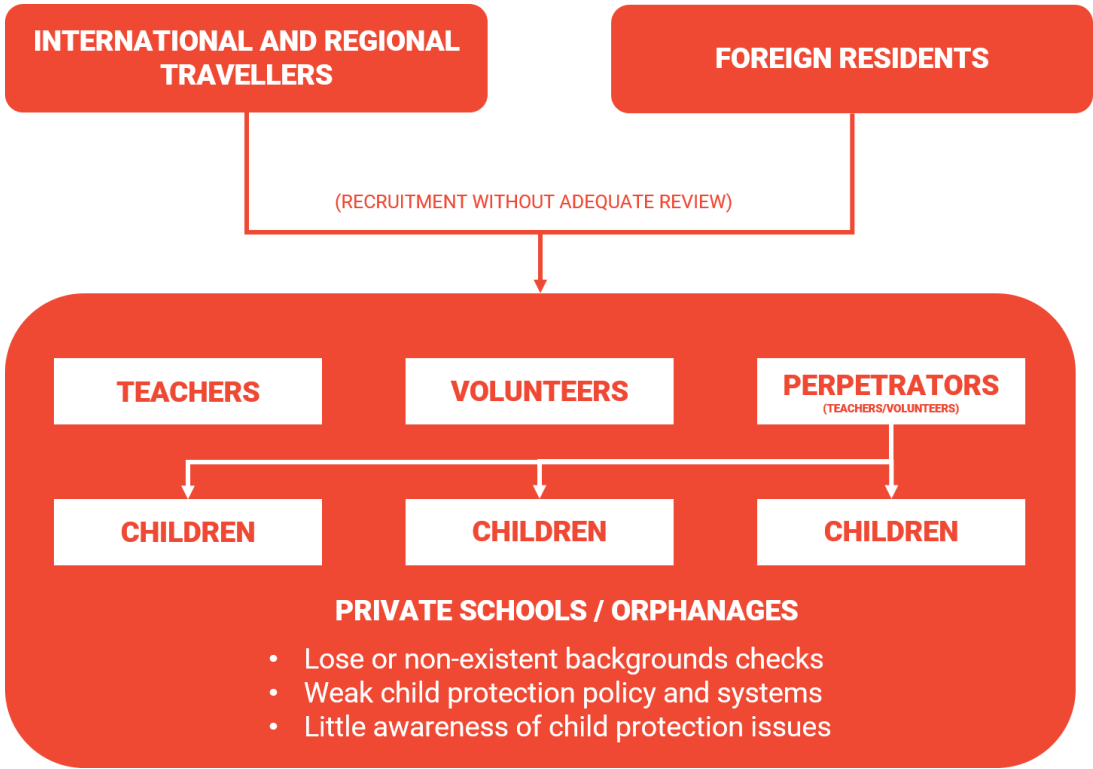 INTERNATIONAL AND REGIONAL
TRAVELLERS
FOREIGN RESIDENTS
(RECRUITMENT WITHOUT ADEQUATE REVIEW)
TEACHERS
VOLUNTEERS
PERPETRATORS
(TEACHERS/VOLUNTEERS)
CHILDREN
CHILDREN
CHILDREN
PRIVATE SCHOOLS / ORPHANAGES
• Lose or non-existent backgrounds checks
• Weak child protection policy and systems
• Little awareness of child protection issues